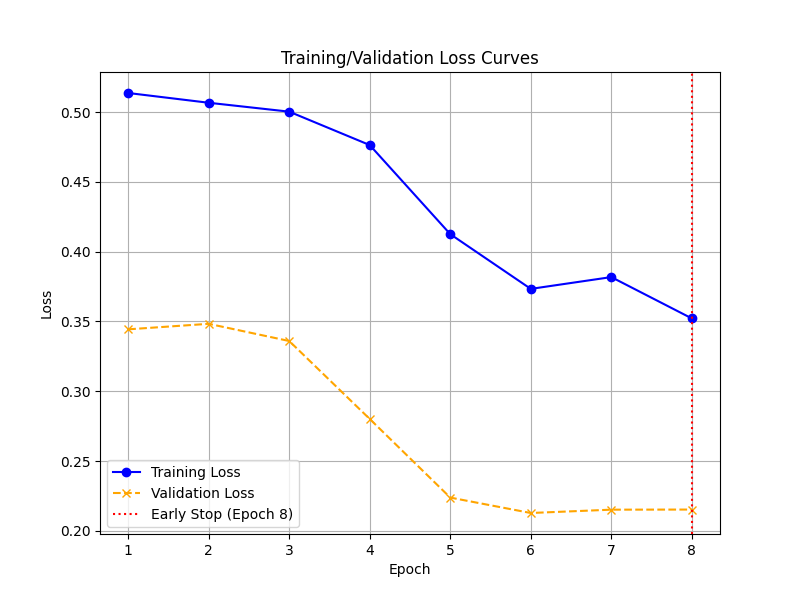 Training/Validation Loss Curves
Loss
0.50
0.45
0.40
0.35
0.30
0.25
0.20
Training Loss
Validation Loss
Early Stop (Epoch 8)
1 2 3 4 5 6 7 8
Epoch